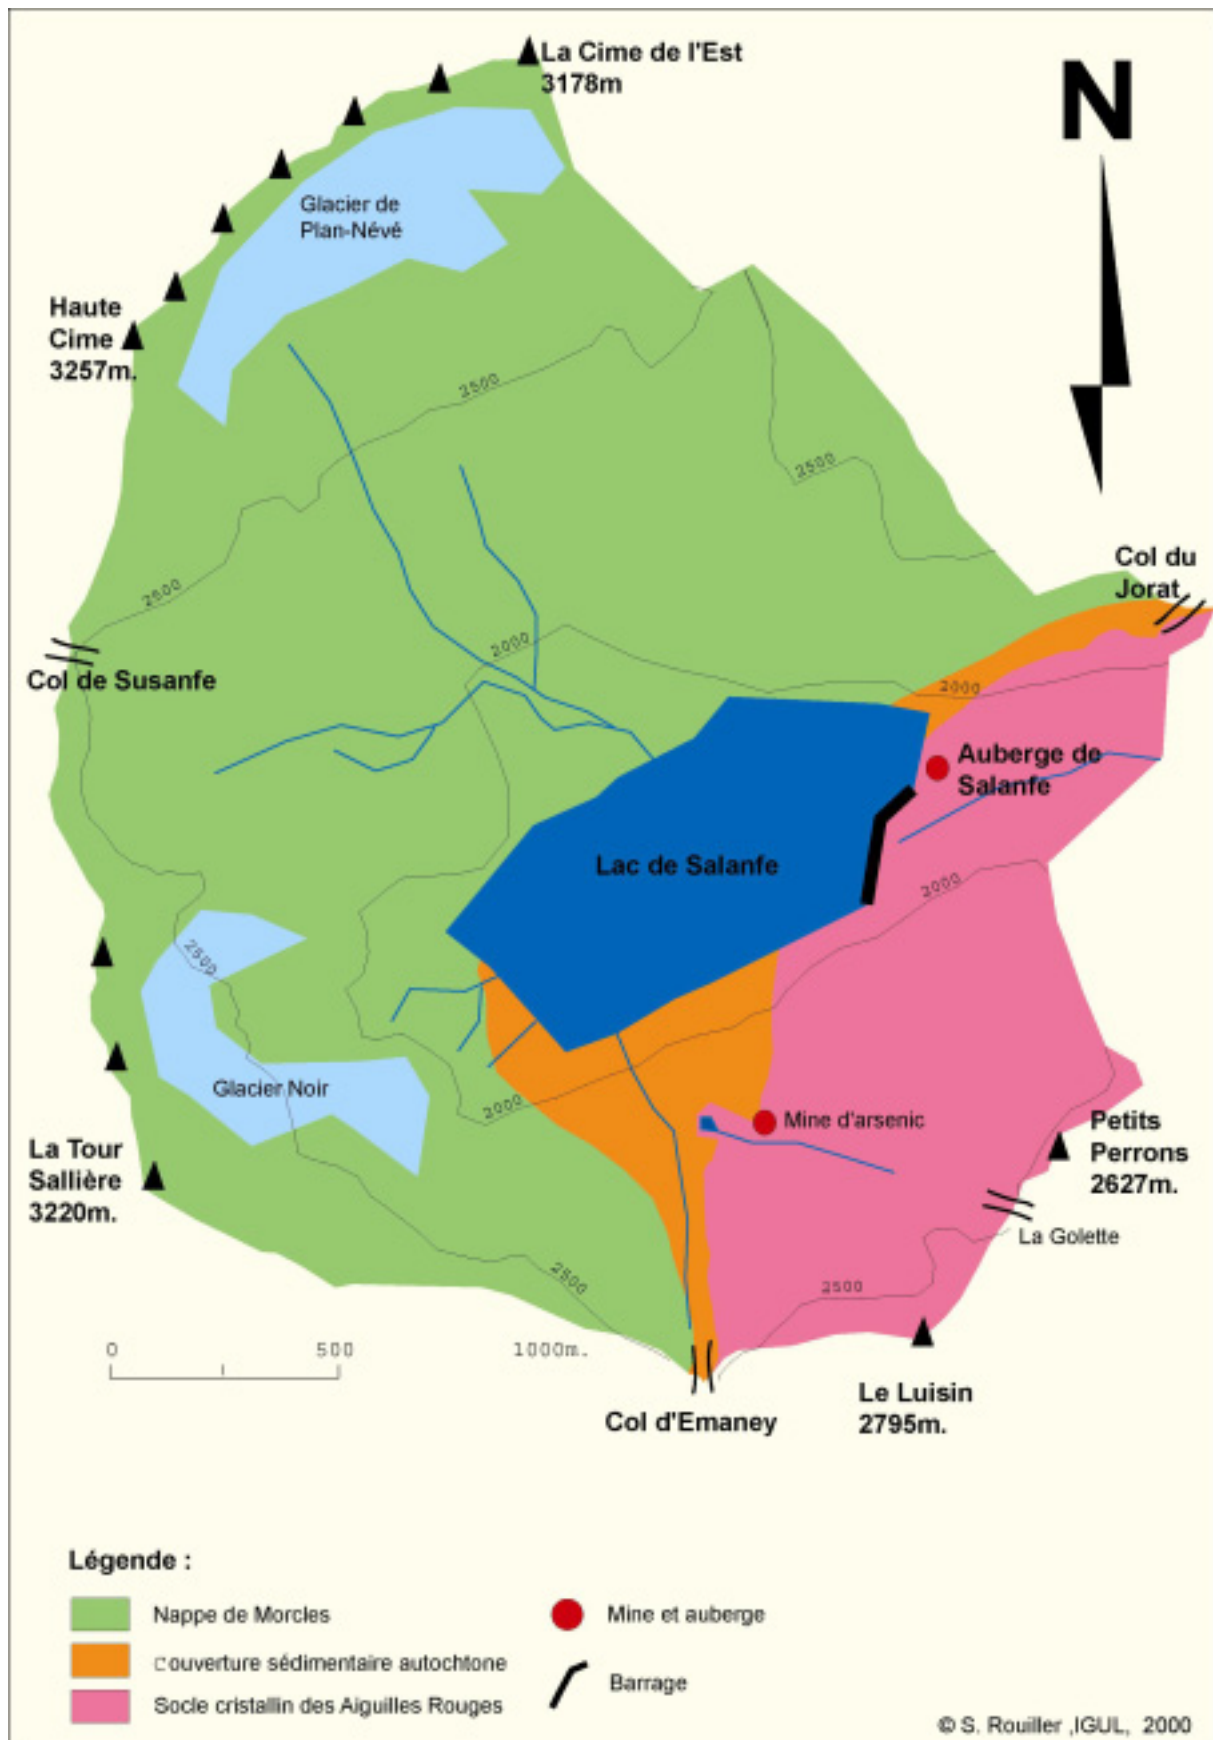 La Cime de l'Est
3178m
N
Glacier de
Plan-Névé
Haute
Cime
3257m.
2500
2500
2500
Col du
Jorat
2000
2000
Col de Susanfe
Auberge de
Salanfe
Lac de Salanfe
2000
2500
Glacier Noir
2000
Mine d'arsenic
Petits
Perrons
2627m.
La Tour
Sallière
3220m.
La Golette
2500
2500
0 500 1000m.
Le Luisin
2795m.
Col d'Emaney
Légende :
Nappe de Morcles
Mine et auberge
Couverture sédimentaire autochtone
Barrage
Socle cristallin des Aiguilles Rouges
© S. Rouiller ,IGUL, 2000